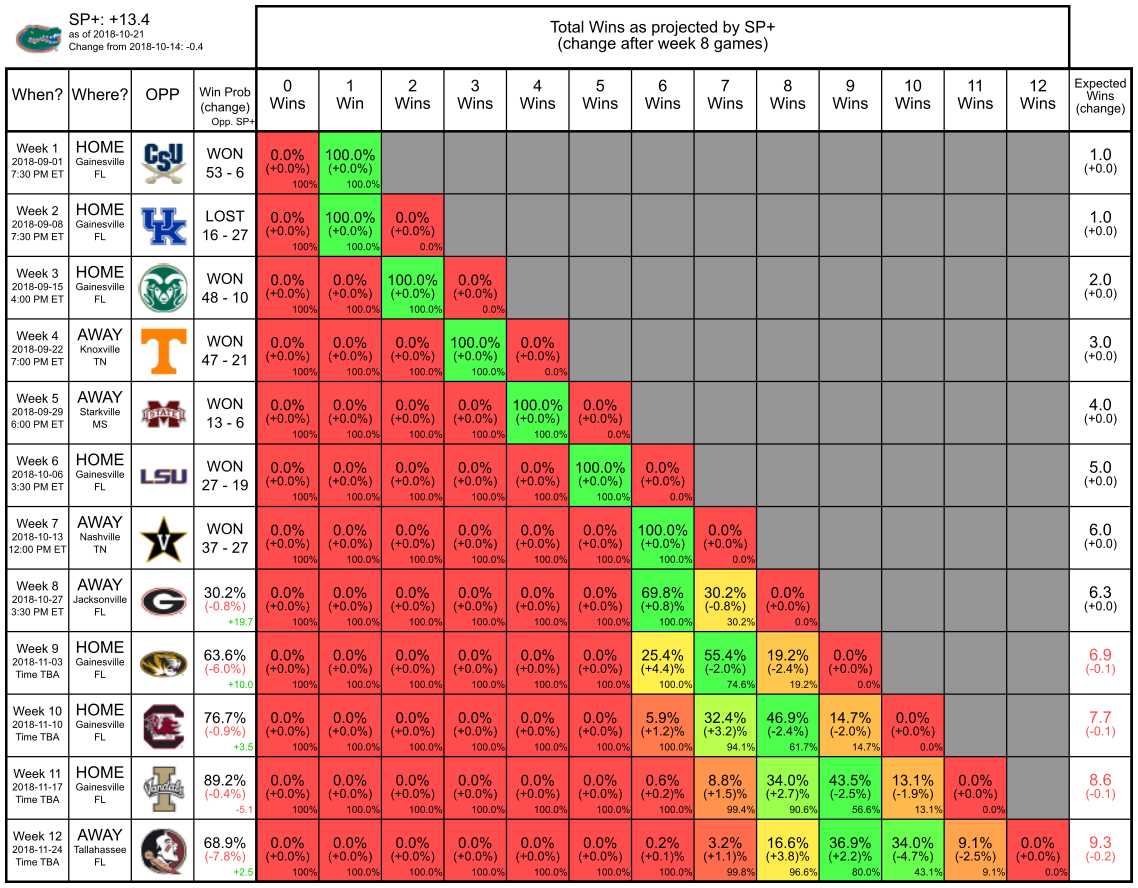 SP+: +13.4
as of 2018-10-21
Change from 2018-10-14: -0.4
Total Wins as projected by SP+
(change after week 8 games)
When? Where? OPP Win Prob (change) Opp. SP+ 0 Wins 1 Win 2 Wins 3 Wins 4 Wins 5 Wins 6 Wins 7 Wins 8 Wins 9 Wins 10 Wins 11 Wins 12 Wins Expected Wins (change)
Week 1 HOME CSU WON 0.0% 100.0% 1.0
2018-09-01 Gainesville (+0.0%) (+0.0%) (+0.0)
7:30 PM ET FL 53 - 6 100% 100.0%
Week 2 HOME UK LOST 0.0% 100.0% 0.0% 1.0
2018-09-08 Gainesville (+0.0%) (+0.0%) (+0.0%) (+0.0)
7:30 PM ET FL 16 - 27 100% 100.0% 0.0%
Week 3 HOME WON 0.0% 0.0% 100.0% 0.0% 2.0
2018-09-15 Gainesville (+0.0%) (+0.0%) (+0.0%) (+0.0%) (+0.0)
4:00 PM ET FL 48 - 10 100% 100.0% 100.0% 0.0%
Week 4 AWAY T WON 0.0% 0.0% 0.0% 100.0% 0.0% 3.0
2018-09-22 Knoxville (+0.0%) (+0.0%) (+0.0%) (+0.0%) (+0.0%) (+0.0)
7:00 PM ET TN 47 - 21 100% 100.0% 100.0% 100.0% 0.0%
Week 5 AWAY M STATE WON 0.0% 0.0% 0.0% 0.0% 100.0% 0.0% 4.0
2018-09-29 Starkville (+0.0%) (+0.0%) (+0.0%) (+0.0%) (+0.0%) (+0.0%) (+0.0)
6:00 PM ET MS 13 - 6 100% 100.0% 100.0% 100.0% 100.0% 0.0%
Week 6 HOME LSU WON 0.0% 0.0% 0.0% 0.0% 0.0% 100.0% 0.0% 5.0
2018-10-06 Gainesville (+0.0%) (+0.0%) (+0.0%) (+0.0%) (+0.0%) (+0.0%) (+0.0%) (+0.0)
3:30 PM ET FL 27 - 19 100% 100.0% 100.0% 100.0% 100.0% 100.0% 0.0%
Week 7 AWAY V WON 0.0% 0.0% 0.0% 0.0% 0.0% 0.0% 100.0% 0.0% 6.0
2018-10-13 Nashville (+0.0%) (+0.0%) (+0.0%) (+0.0%) (+0.0%) (+0.0%) (+0.0%) (+0.0%) (+0.0)
12:00 PM ET TN 37 - 27 100% 100.0% 100.0% 100.0% 100.0% 100.0% 100.0% 0.0%
Week 8 AWAY G 30.2% 0.0% 0.0% 0.0% 0.0% 0.0% 0.0% 69.8% 30.2% 0.0% 6.3
2018-10-27 Jacksonville (-0.8%) (+0.0%) (+0.0%) (+0.0%) (+0.0%) (+0.0%) (+0.0%) (+0.8)% (-0.8%) (+0.0%) (+0.0)
3:30 PM ET FL +19.7 100% 100.0% 100.0% 100.0% 100.0% 100.0% 100.0% 30.2% 0.0%
Week 9 HOME 63.6% 0.0% 0.0% 0.0% 0.0% 0.0% 0.0% 25.4% 55.4% 19.2% 0.0% 6.9
2018-11-03 Gainesville (-6.0%) (+0.0%) (+0.0%) (+0.0%) (+0.0%) (+0.0%) (+0.0%) (+4.4)% (-2.0%) (-2.4%) (+0.0%) (-0.1)
Time TBA FL +10.0 100% 100.0% 100.0% 100.0% 100.0% 100.0% 100.0% 74.6% 19.2% 0.0%
Week 10 HOME C 76.7% 0.0% 0.0% 0.0% 0.0% 0.0% 0.0% 5.9% 32.4% 46.9% 14.7% 0.0% 7.7
2018-11-10 Gainesville (-0.9%) (+0.0%) (+0.0%) (+0.0%) (+0.0%) (+0.0%) (+0.0%) (+1.2)% (+3.2)% (-2.4%) (-2.0%) (+0.0%) (-0.1)
Time TBA FL +3.5 100% 100.0% 100.0% 100.0% 100.0% 100.0% 100.0% 94.1% 61.7% 14.7% 0.0%
Week 11 HOME I Vandals 89.2% 0.0% 0.0% 0.0% 0.0% 0.0% 0.0% 0.6% 8.8% 34.0% 43.5% 13.1% 0.0% 8.6
2018-11-17 Gainesville (-0.4%) (+0.0%) (+0.0%) (+0.0%) (+0.0%) (+0.0%) (+0.0%) (+0.2)% (+1.5)% (+2.7)% (-2.5%) (-1.9%) (+0.0%) (-0.1)
Time TBA FL -5.1 100% 100.0% 100.0% 100.0% 100.0% 100.0% 100.0% 99.4% 90.6% 56.6% 13.1% 0.0%
Week 12 AWAY 68.9% 0.0% 0.0% 0.0% 0.0% 0.0% 0.0% 0.2% 3.2% 16.6% 36.9% 34.0% 9.1% 0.0% 9.3
2018-11-24 Tallahassee (-7.8%) (+0.0%) (+0.0%) (+0.0%) (+0.0%) (+0.0%) (+0.0%) (+0.1)% (+1.1)% (+3.8)% (+2.2)% (-4.7%) (-2.5%) (+0.0%) (-0.2)
Time TBA FL +2.5 100% 100.0% 100.0% 100.0% 100.0% 100.0% 100.0% 99.8% 96.6% 80.0% 43.1% 9.1% 0.0%